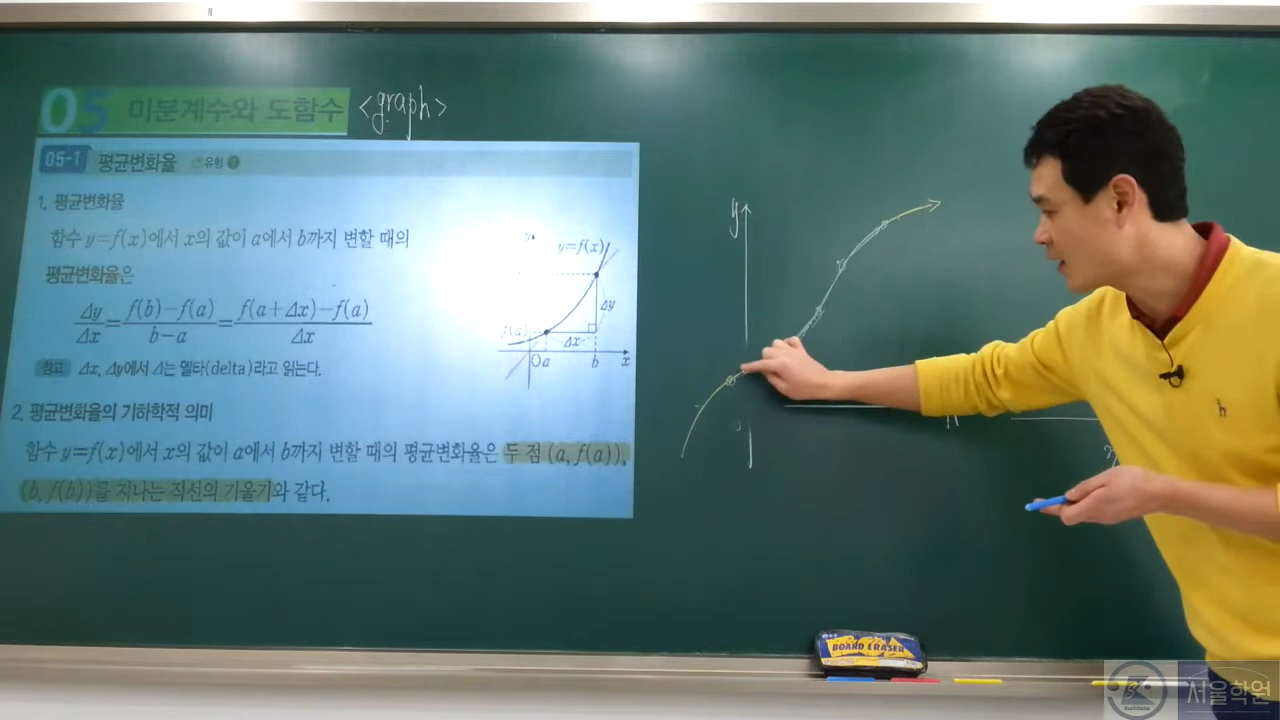 05 미분계수와 도함수 <graph>
05-1 평균변화율 유형
1. 평균변화율
함수 y=f(x)에서 x의 값이 a에서 b까지 변할 때의
평균변화율은
Δy/Δx = f(b)-f(a)/b-a = f(a+Δx)-f(a)/Δx
참고 Δx, Δy에서 Δ는 델타(delta)라고 읽는다.
y
y=f(x)
Δy
f(a)
Δx
O a b x
2. 평균변화율의 기하학적 의미
함수 y=f(x)에서 x의 값이 a에서 b까지 변할 때의 평균변화율은 두 점 (a, f(a)),
(b, f(b))를 지나는 직선의 기울기와 같다.
y
BOARD ERASER
서울학원